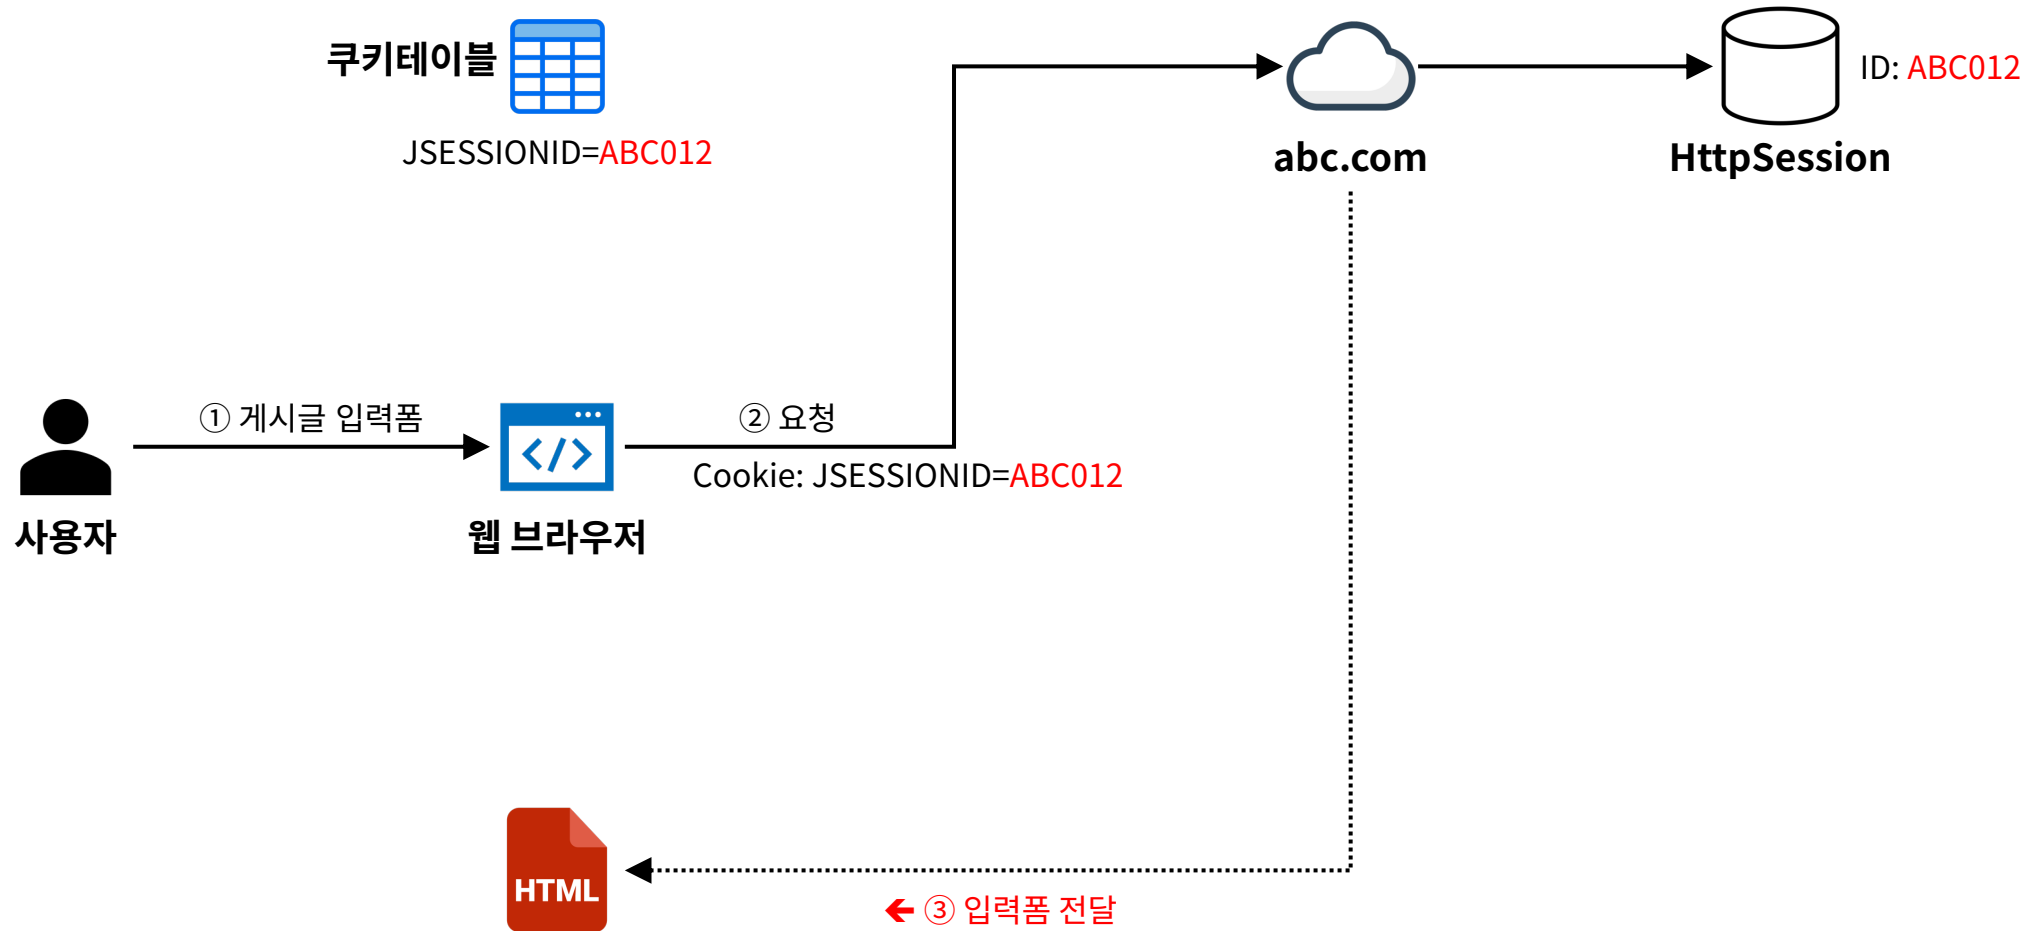 쿠키테이블
JSESSIONID=ABC012
abc.com
HttpSession
ID: ABC012
① 게시글 입력폼
② 요청
Cookie: JSESSIONID=ABC012
사용자
웹 브라우저
HTML
③ 입력폼 전달